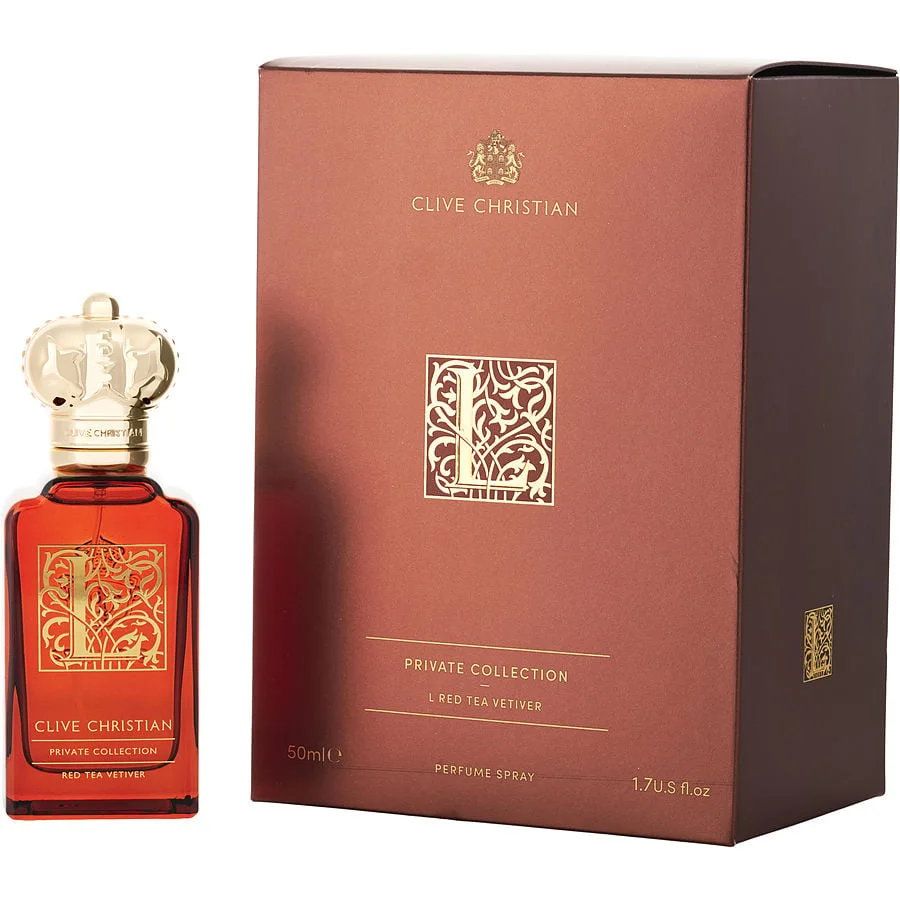 CLIVE CHRISTIAN
L
PRIVATE COLLECTION
L RED TEA VETIVER
50ml℮
PERFUME SPRAY
1.7U.S fl.oz
L
CLIVE CHRISTIAN
L
CLIVE CHRISTIAN
PRIVATE COLLECTION
RED TEA VETIVER